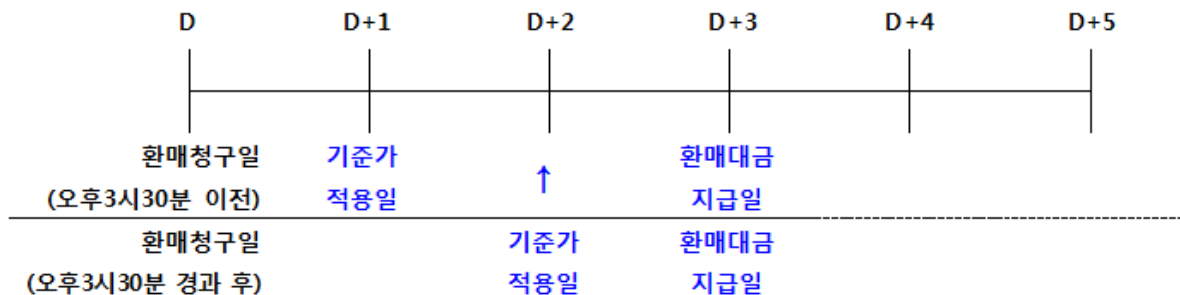 D D+1 D+2 D+3 D+4 D+5
환매청구일 기준가 환매대금
(오후3시30분 이전) 적용일 ↑ 지급일
환매청구일 기준가 환매대금
(오후3시30분 경과 후) 적용일 지급일